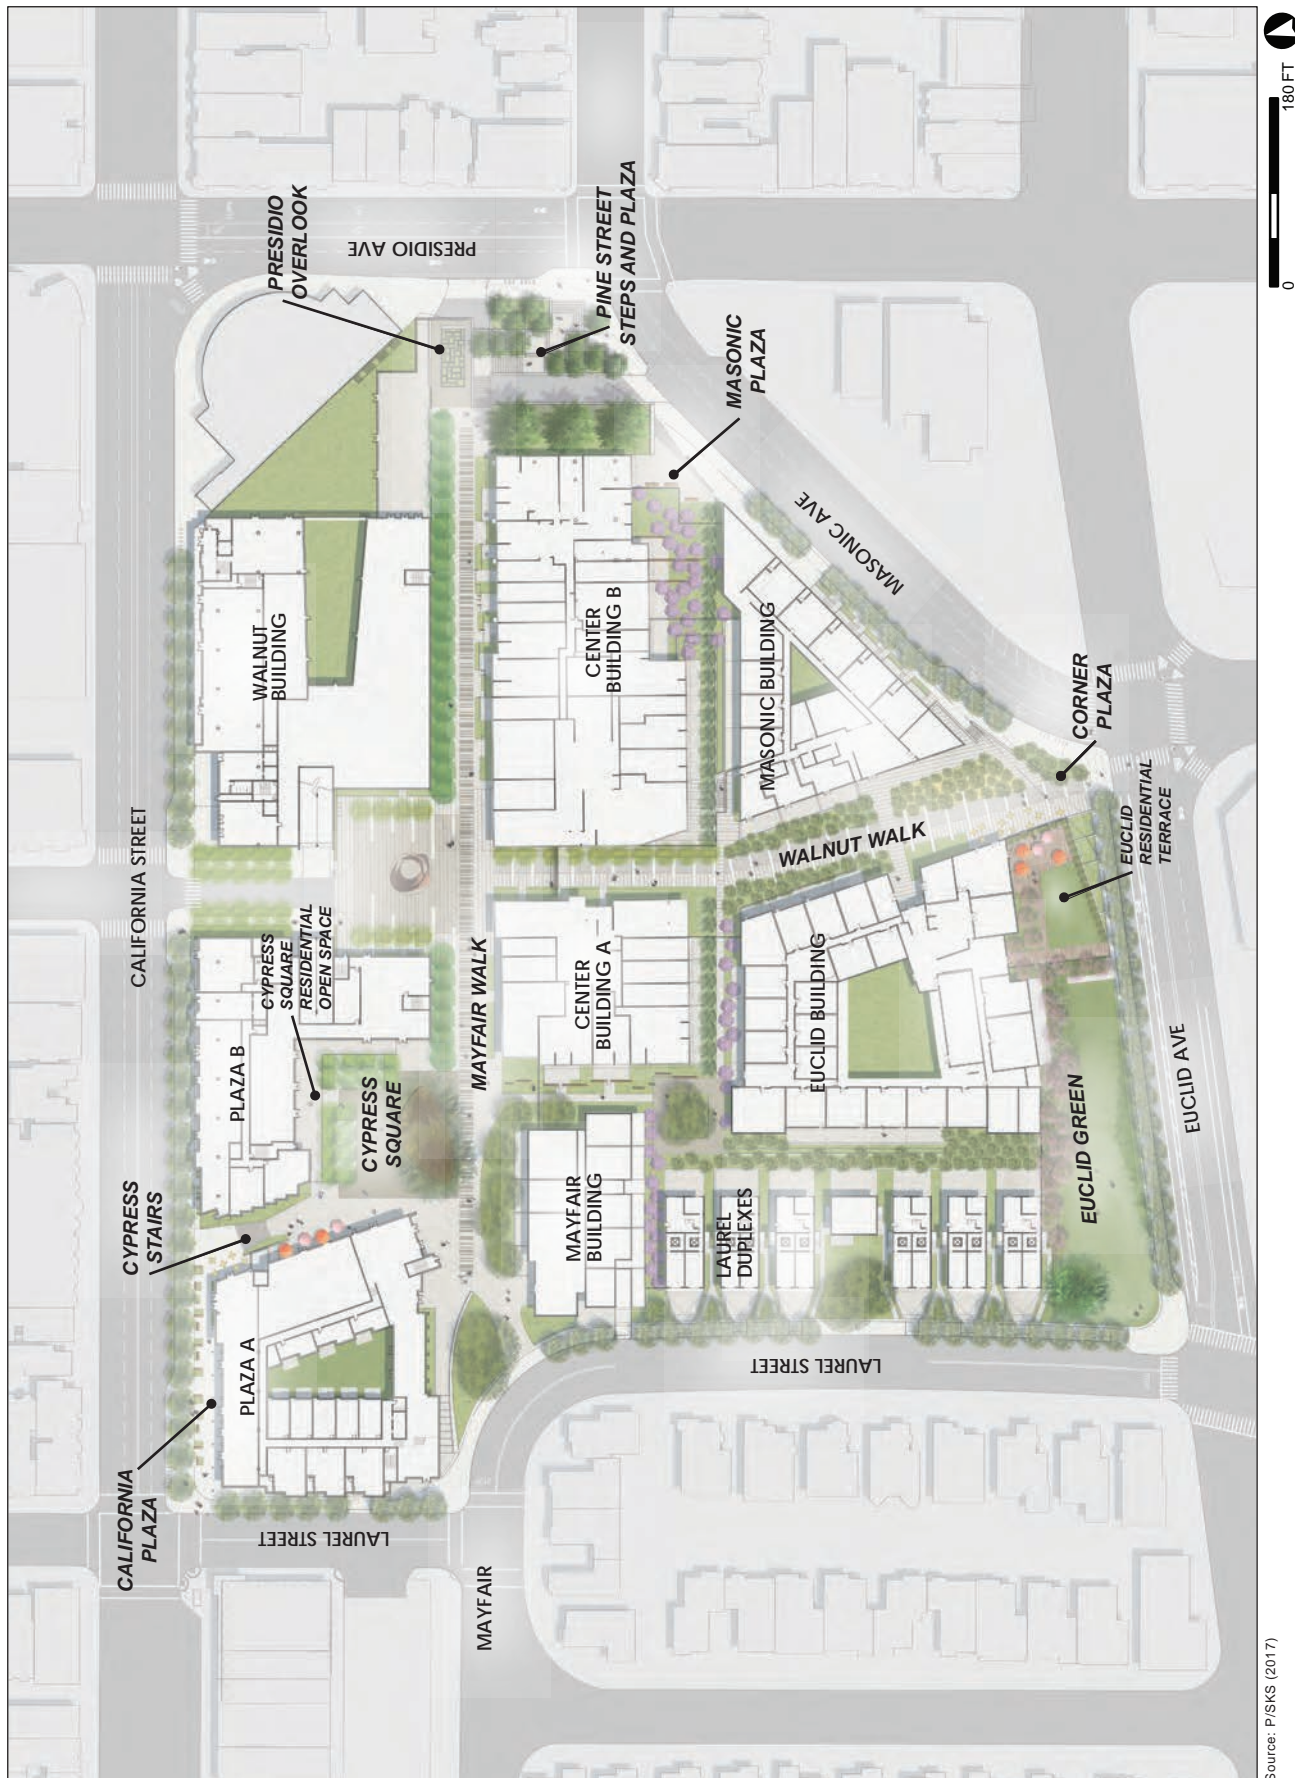 CALIFORNIA STREET
CALIFORNIA
PLAZA
CYPRESS
STAIRS
PRESIDIO
OVERLOOK
PRESIDIO AVE
PLAZA A
PLAZA B
WALNUT
BUILDING
CYPRESS
SQUARE
RESIDENTIAL
OPEN SPACE
CYPRESS
SQUARE
LAUREL STREET
MAYFAIR
MAYFAIR WALK
PINE STREET
STEPS AND PLAZA
MASONIC
PLAZA
MAYFAIR
BUILDING
CENTER
BUILDING A
CENTER
BUILDING B
MASONIC AVE
LAUREL STREET
LAUREL
DUPLEXES
EUCLID BUILDING
WALNUT WALK
MASONIC BUILDING
CORNER
PLAZA
EUCLID
RESIDENTIAL
TERRACE
EUCLID GREEN
EUCLID AVE
0
180 FT
Source: P/SKS (2017)